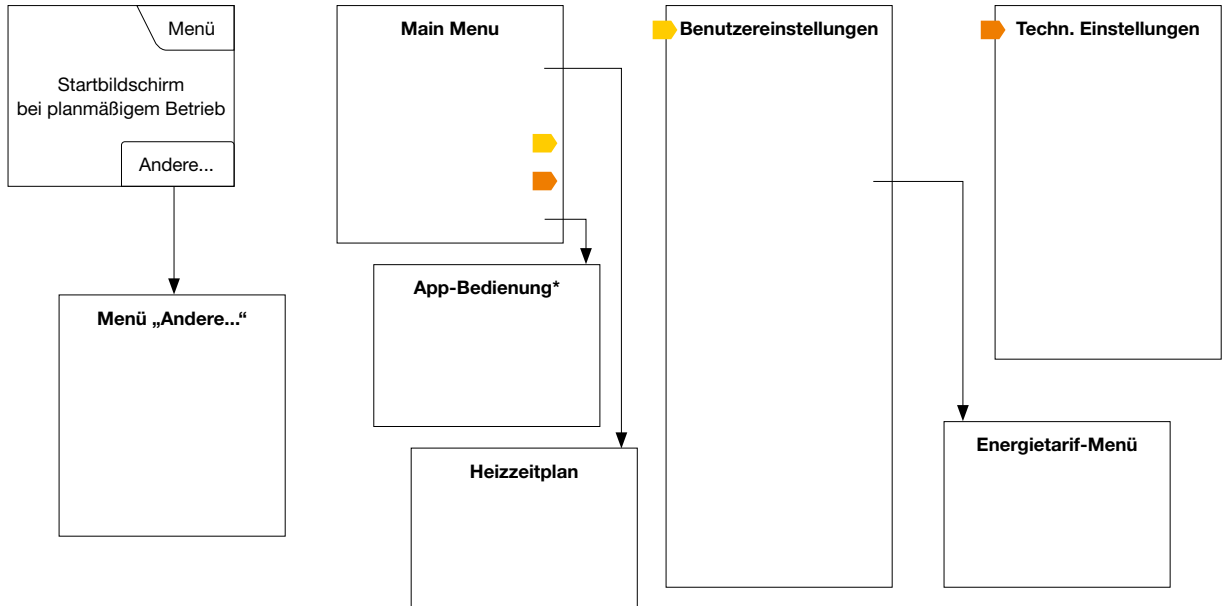 Menü
Startbildschirm
bei planmäßigem Betrieb
Andere...
Menü „Andere...“
Main Menu
App-Bedienung*
Heizzeitplan
Benutzereinstellungen
Techn. Einstellungen
Energietarif-Menü